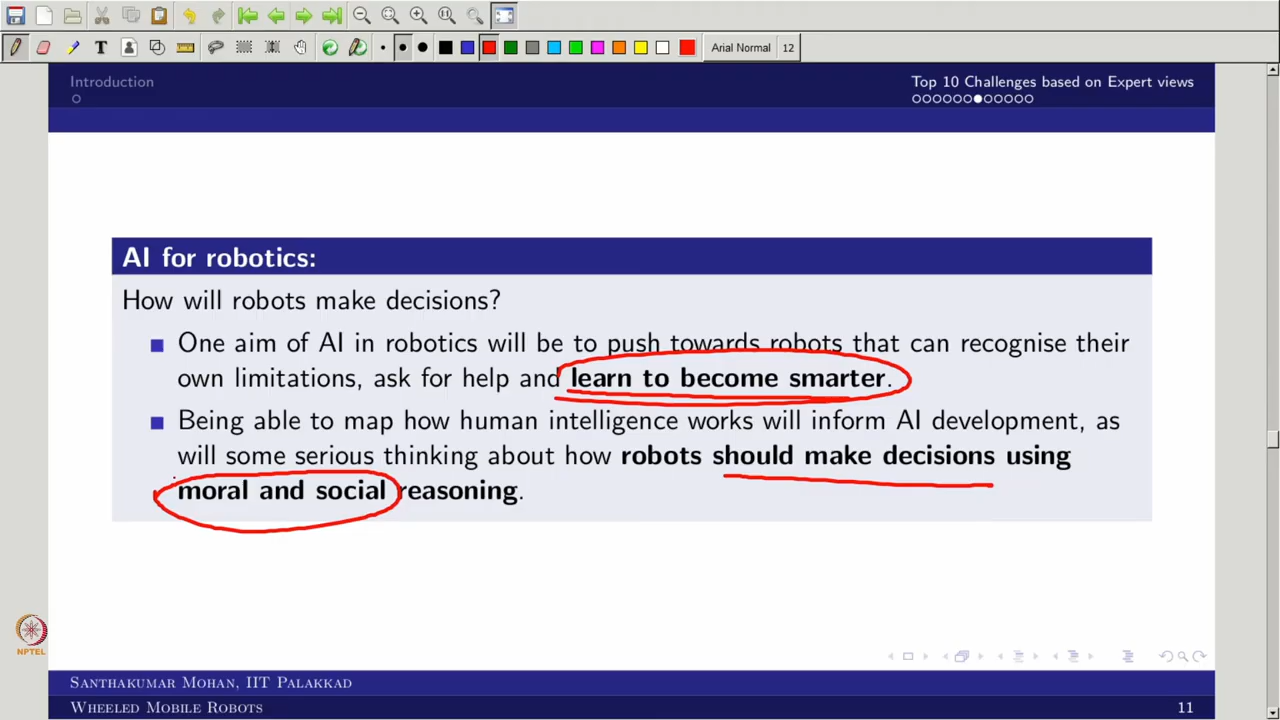 Arial Normal 12
Introduction
Top 10 Challenges based on Expert views
AI for robotics:
How will robots make decisions?
One aim of AI in robotics will be to push towards robots that can recognise their
own limitations, ask for help and learn to become smarter.
Being able to map how human intelligence works will inform AI development, as
will some serious thinking about how robots should make decisions using
moral and social reasoning.
NPTEL
Santhakumar Mohan, IIT Palakkad
Wheeled Mobile Robots
11